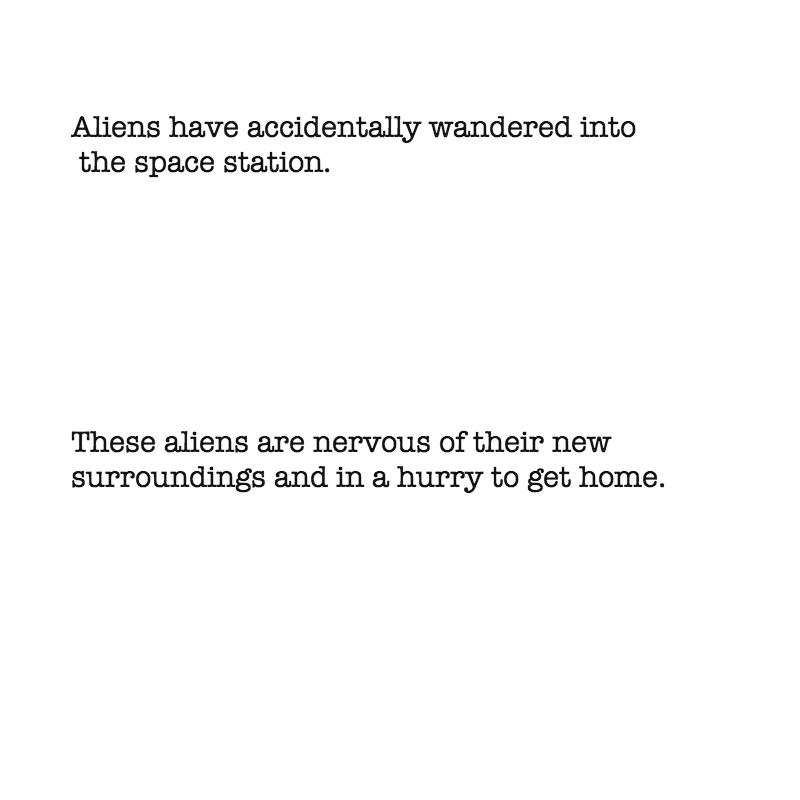 Aliens have accidentally wandered into
the space station.
These aliens are nervous of their new
surroundings and in a hurry to get home.